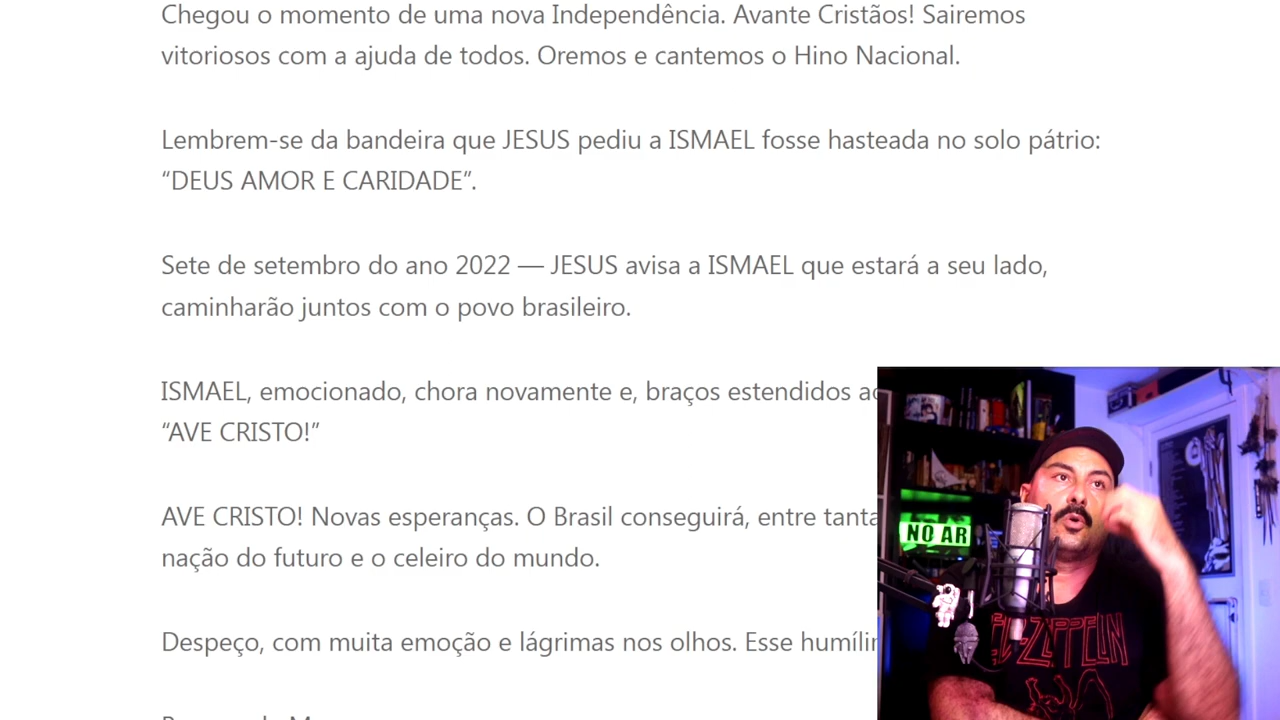 Chegou o momento de uma nova Independência. Avante Cristãos! Sairemos
vitoriosos com a ajuda de todos. Oremos e cantemos o Hino Nacional.
Lembrem-se da bandeira que JESUS pediu a ISMAEL fosse hasteada no solo pátrio:
“DEUS AMOR E CARIDADE”.
Sete de setembro do ano 2022 — JESUS avisa a ISMAEL que estará a seu lado,
caminharão juntos com o povo brasileiro.
ISMAEL, emocionado, chora novamente e, braços estendidos
“AVE CRISTO!”
AVE CRISTO! Novas esperanças. O Brasil conseguirá, entre
nação do futuro e o celeiro do mundo.
Despeço, com muita emoção e lágrimas nos olhos. Esse
NO AR
LED-ZEPPELIN